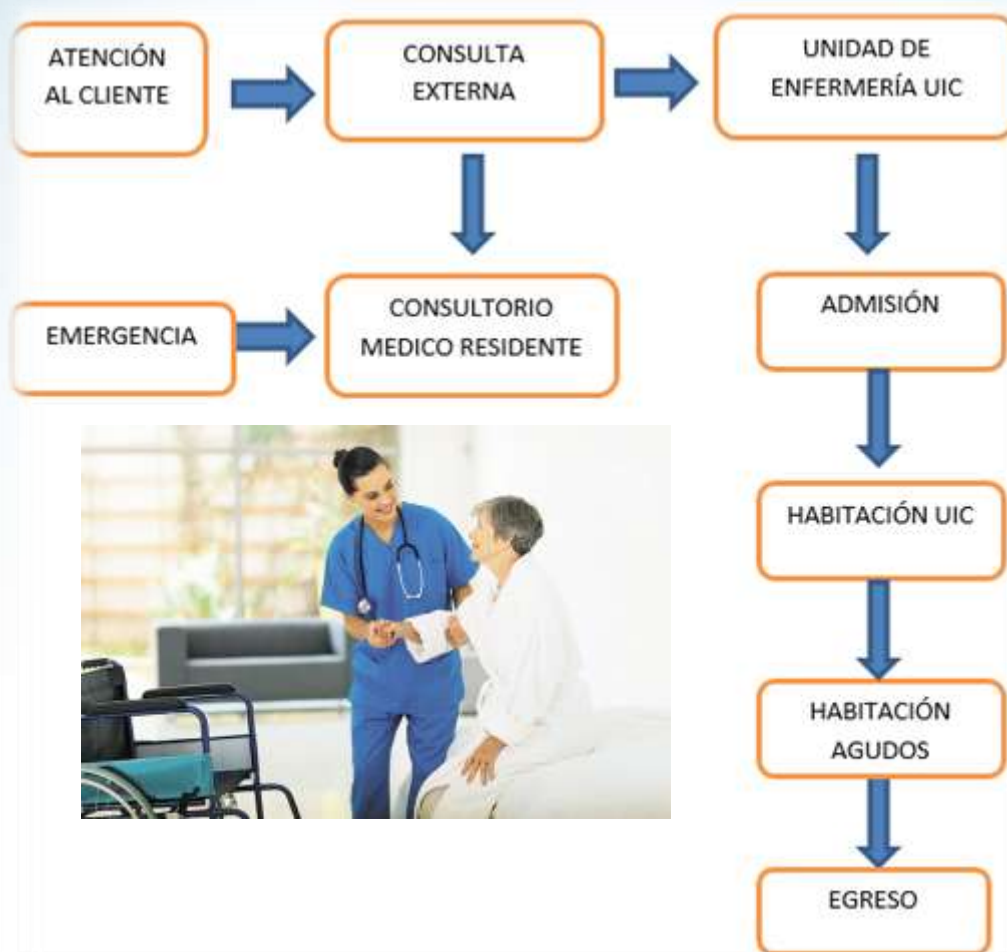 ATENCIÓN
AL CLIENTE
CONSULTA
EXTERNA
UNIDAD DE
ENFERMERÍA UIC
EMERGENCIA
CONSULTORIO
MEDICO RESIDENTE
ADMISIÓN
HABITACIÓN UIC
HABITACIÓN
AGUDOS
EGRESO